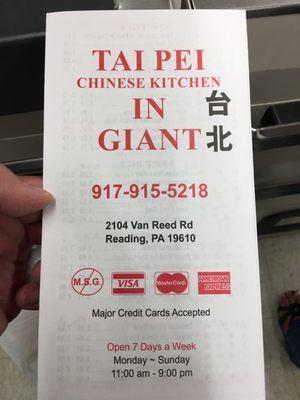 TAI PEI
CHINESE KITCHEN
IN
GIANT
台
北
917-915-5218
2104 Van Reed Rd
Reading, PA 19610
M.S.G.
VISA
MasterCard
AMERICAN
EXPRESS
Major Credit Cards Accepted
Open 7 Days a Week
Monday ~ Sunday
11:00 am - 9:00 pm